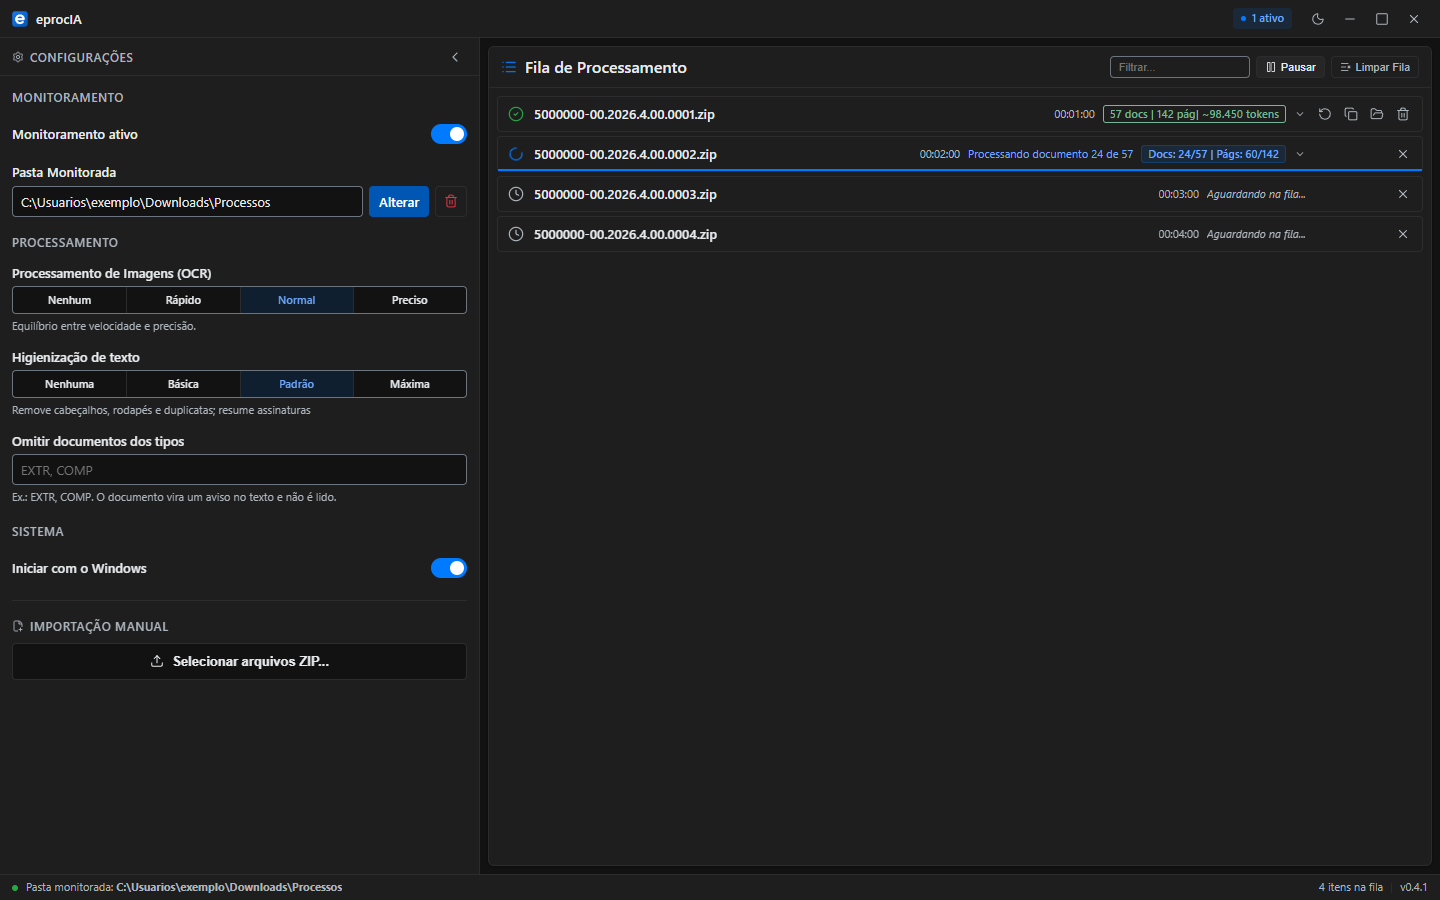 eprocIA
1 ativo
CONFIGURAÇÕES
MONITORAMENTO
Monitoramento ativo
Pasta Monitorada
C:\Usuarios\exemplo\Downloads\Processos
Alterar
PROCESSAMENTO
Processamento de Imagens (OCR)
Nenhum Rápido Normal Preciso
Equilíbrio entre velocidade e precisão.
Higienização de texto
Nenhuma Básica Padrão Máxima
Remove cabeçalhos, rodapés e duplicatas; resume assinaturas
Omitir documentos dos tipos
EXTR, COMP
Ex.: EXTR, COMP. O documento vira um aviso no texto e não é lido.
SISTEMA
Iniciar com o Windows
IMPORTAÇÃO MANUAL
Selecionar arquivos ZIP...
Fila de Processamento
Filtrar...
Pausar
Limpar Fila
5000000-00.2026.4.00.0001.zip 00:01:00 57 docs | 142 pág| ~98.450 tokens
5000000-00.2026.4.00.0002.zip 00:02:00 Processando documento 24 de 57 Docs: 24/57 | Págs: 60/142
5000000-00.2026.4.00.0003.zip 00:03:00 Aguardando na fila...
5000000-00.2026.4.00.0004.zip 00:04:00 Aguardando na fila...
Pasta monitorada: C:\Usuarios\exemplo\Downloads\Processos
4 itens na fila
v0.4.1